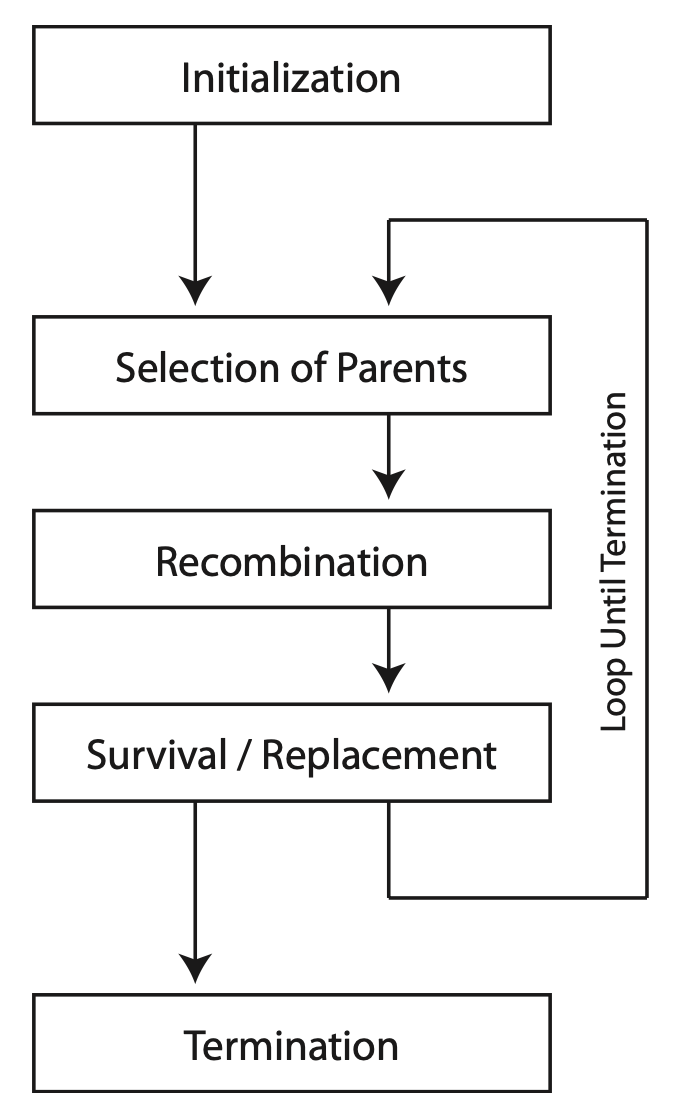 Initialization
Selection of Parents
Recombination
Survival / Replacement
Loop Until Termination
Termination